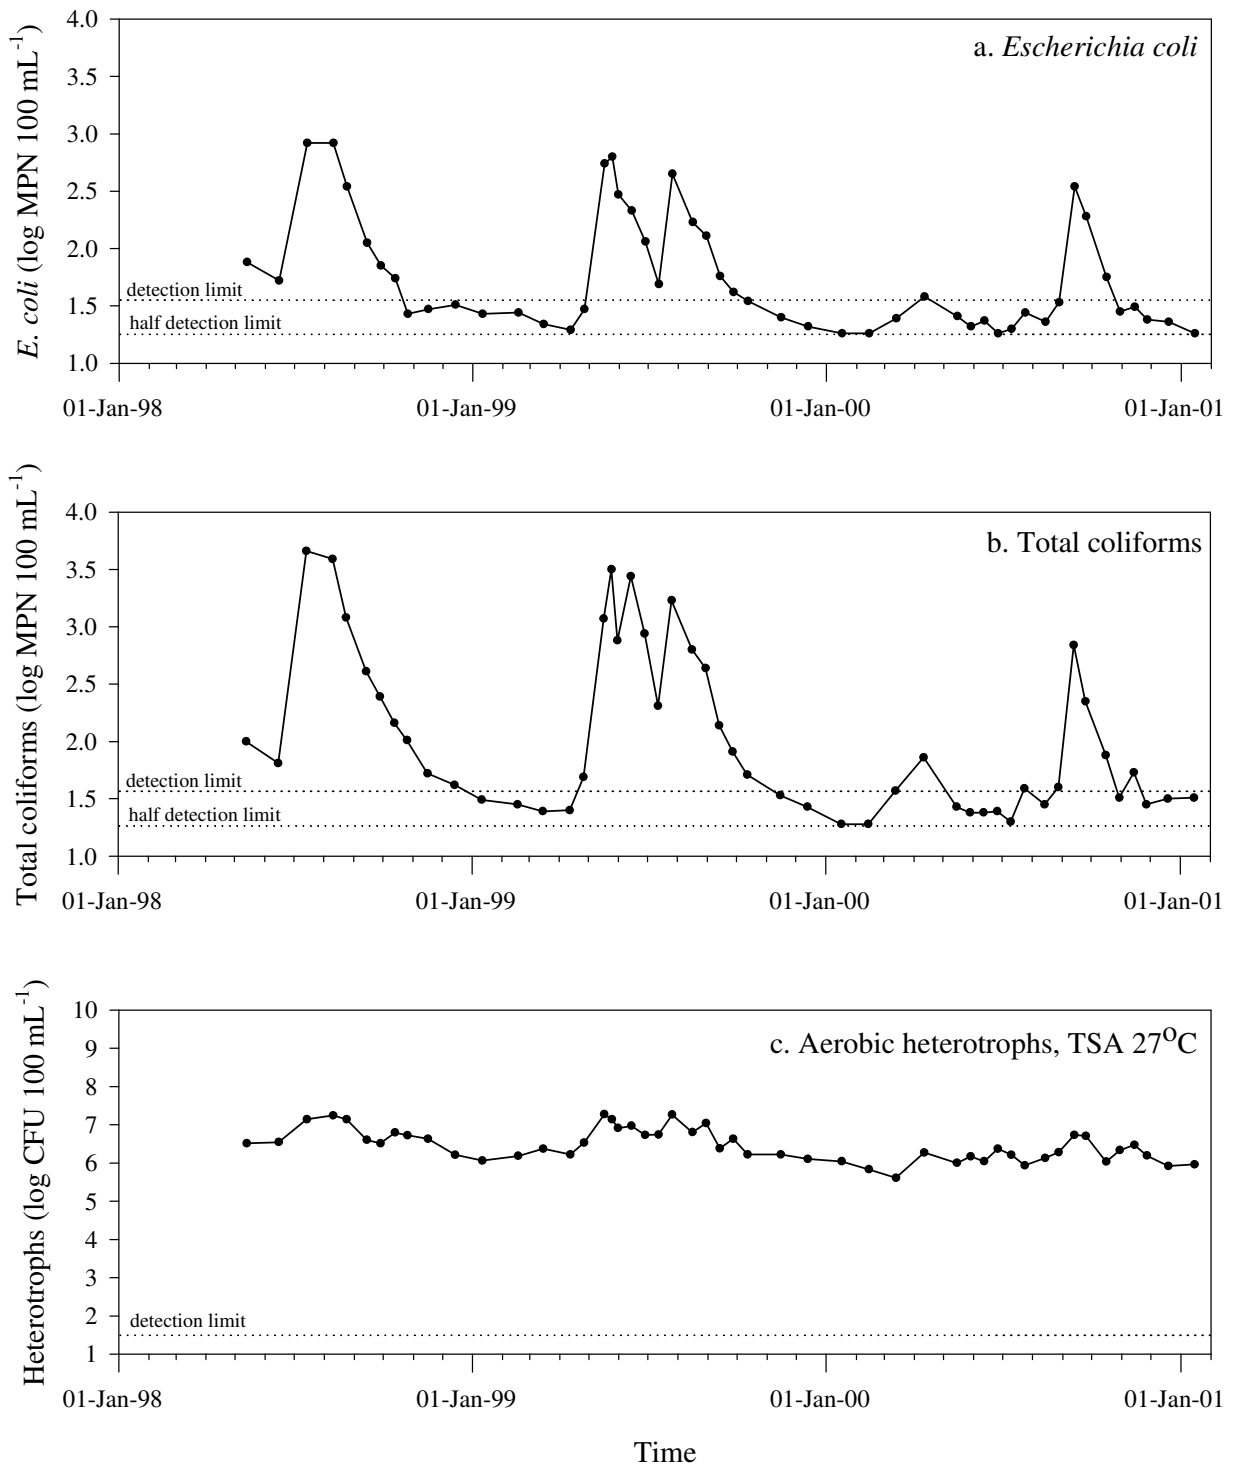 a. Escherichia coli
E. coli (log MPN 100 mL-1)
4.0
3.5
3.0
2.5
2.0
detection limit
1.5
half detection limit
1.0
01-Jan-98 01-Jan-99 01-Jan-00 01-Jan-01
b. Total coliforms
Total coliforms (log MPN 100 mL-1)
4.0
3.5
3.0
2.5
2.0
detection limit
1.5
half detection limit
1.0
01-Jan-98 01-Jan-99 01-Jan-00 01-Jan-01
c. Aerobic heterotrophs, TSA 27oC
Heterotrophs (log CFU 100 mL-1)
10
9
8
7
6
5
4
3
2
detection limit
1
01-Jan-98 01-Jan-99 01-Jan-00 01-Jan-01
Time